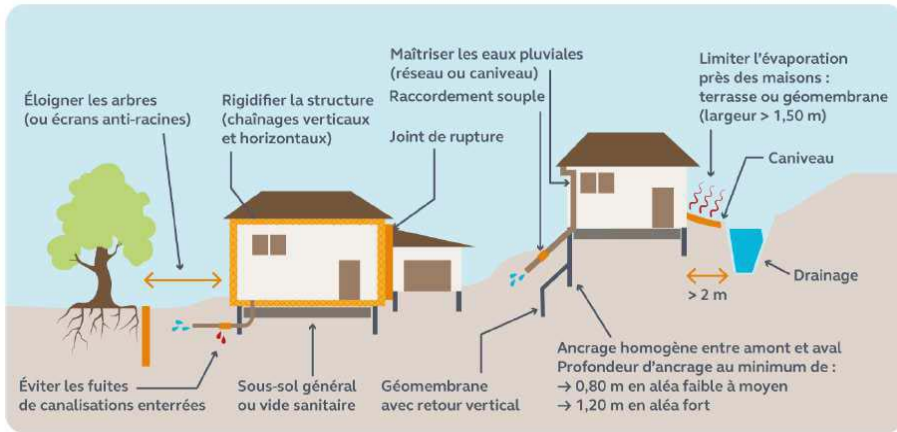 Éloigner les arbres
(ou écrans anti-racines)
Rigidifier la structure
(chaînages verticaux
et horizontaux)
Maîtriser les eaux pluviales
(réseau ou caniveau)
Raccordement souple
Joint de rupture
Limiter l’évaporation
près des maisons :
terrasse ou géomembrane
(largeur > 1,50 m)
Caniveau
Drainage
> 2 m
Éviter les fuites
de canalisations enterrées
Sous-sol général
ou vide sanitaire
Géomembrane
avec retour vertical
Ancrage homogène entre amont et aval
Profondeur d’ancrage au minimum de :
→ 0,80 m en aléa faible à moyen
→ 1,20 m en aléa fort